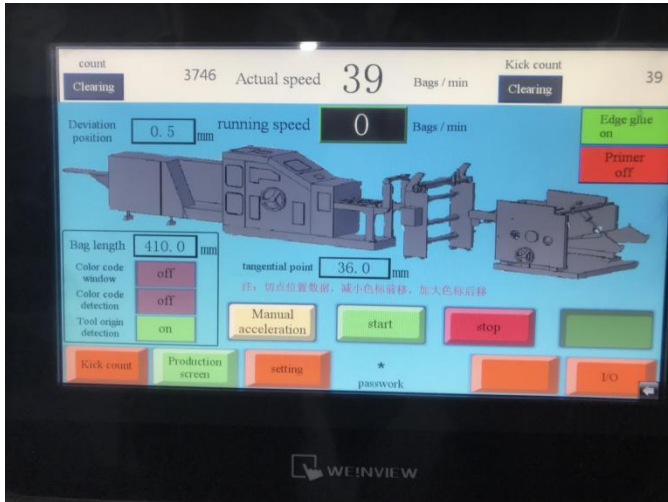 count
Clearing
3746
Actual speed
39
Bags / min
Kick count
Clearing
39
Deviation
position
0.5
mm
running speed
0
Bags / min
Edge glue
on
Primer
off
Bag length
410.0
mm
Color code
window
off
Color code
detection
off
Tool origin
detection
on
tangential point
36.0
mm
注：切点位置数据，减小色标前移，加大色标后移
Manual
acceleration
start
stop
Kick count
Production
screen
setting
*
passwork
I/O
WE!NVIEW